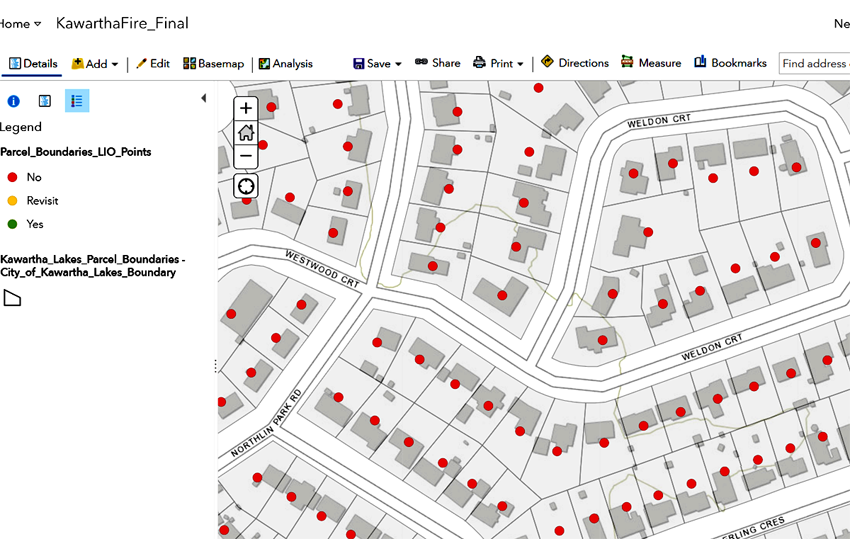 Home KawarthaFire_Final Ne
Details Add Edit Basemap Analysis Save Share Print Directions Measure Bookmarks Find address
Legend
Parcel_Boundaries_LIO_Points
No
Revisit
Yes
Kawartha_Lakes_Parcel_Boundaries -
City_of_Kawartha_Lakes_Boundary
WELDON CRT
WESTWOOD CRT
WELDON CRT
NORTHLIN PARK RD
ERLING CRES